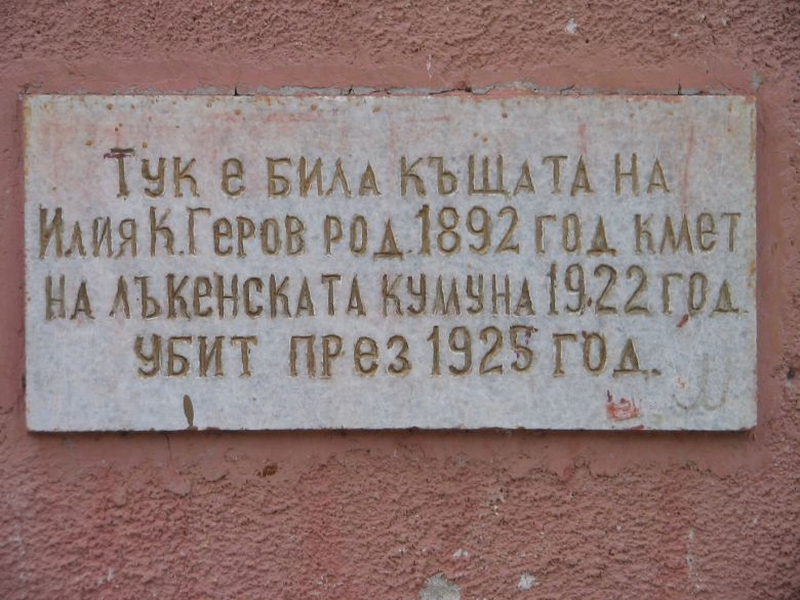 Тук е била къщата на
Илия К. Геров род. 1892 год кмет
на лъкенската кумуна 1922 год.
убит през 1925 год.